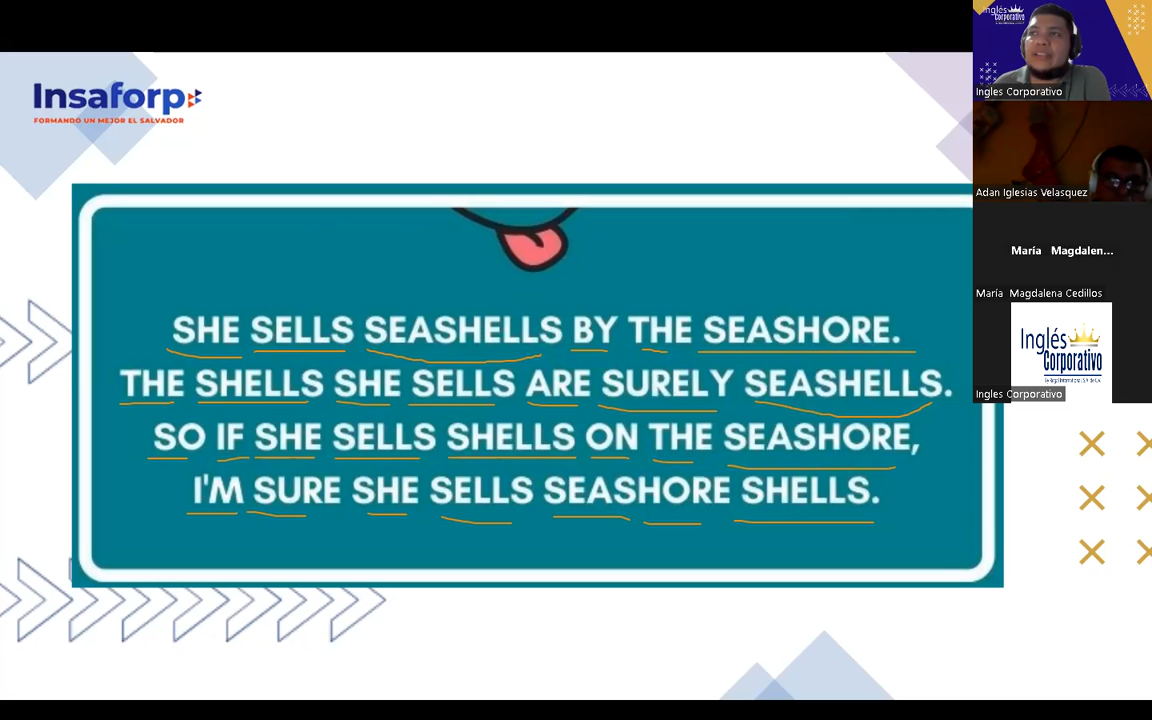 Insaforp
FORMANDO UN MEJOR EL SALVADOR
SHE SELLS SEASHELLS BY THE SEASHORE.
THE SHELLS SHE SELLS ARE SURELY SEASHELLS.
SO IF SHE SELLS SHELLS ON THE SEASHORE,
I'M SURE SHE SELLS SEASHORE SHELLS.
Inglés
Corporativo
Ingles Corporativo
Adan Iglesias Velasquez
María Magdalen...
María Magdalena Cedillos
Inglés
Corporativo
Ingles Corporativo